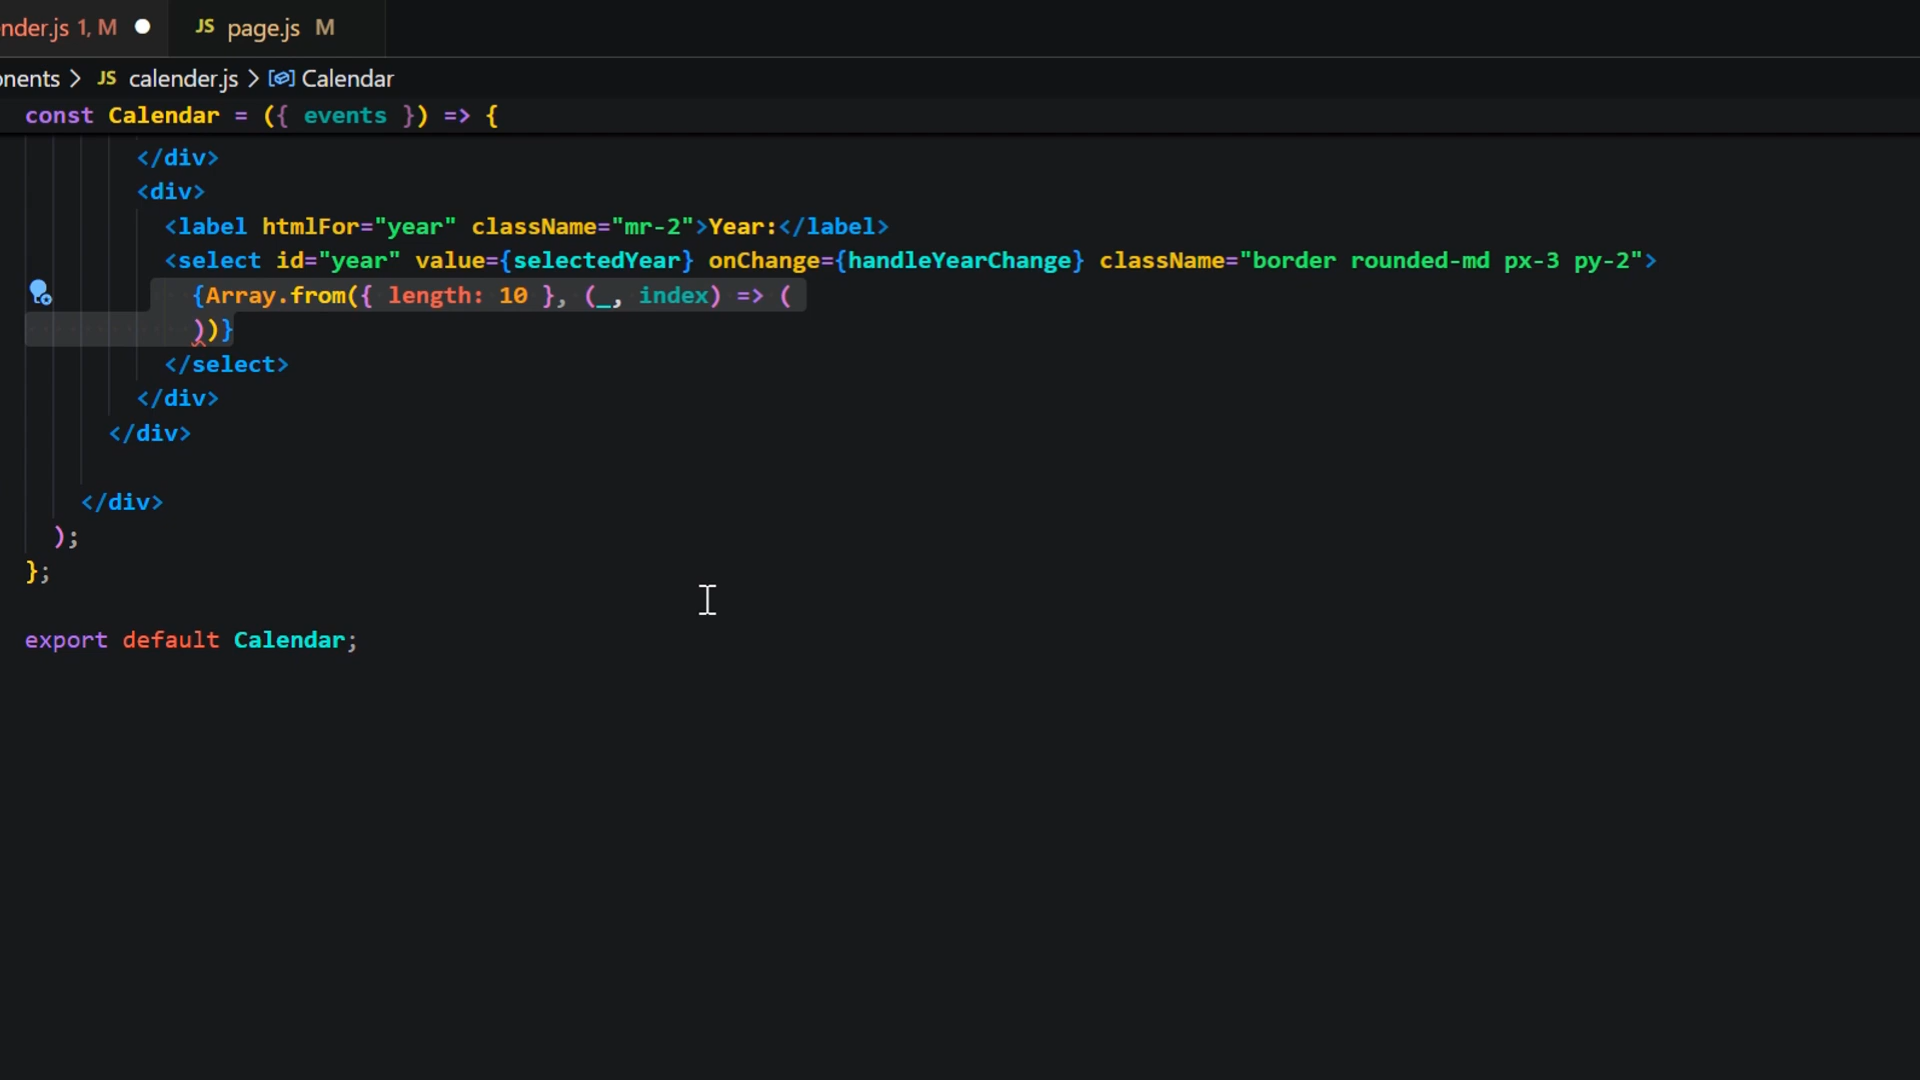 nder.js 1, M JS page.js M
onents > JS calender.js > Calendar
const Calendar = ({ events }) => {
</div>
<div>
<label htmlFor="year" className="mr-2">Year:</label>
<select id="year" value={selectedYear} onChange={handleYearChange} className="border rounded-md px-3 py-2">
{Array.from({ length: 10 }, (_, index) => (
))}
</select>
</div>
</div>
</div>
);
};
export default Calendar;